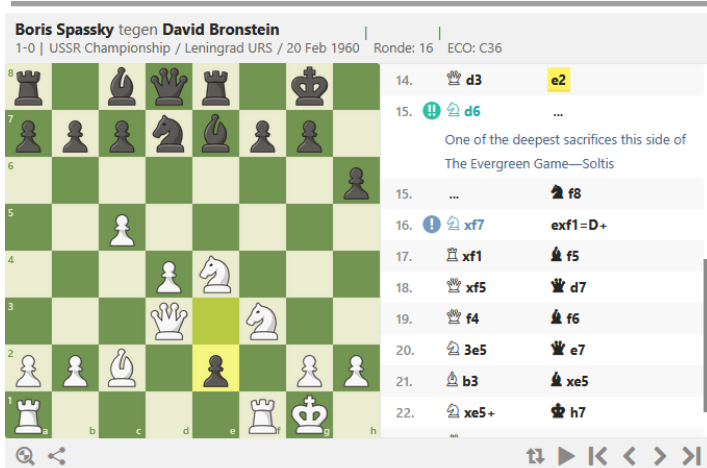 Boris Spassky tegen David Bronstein
1-0 | USSR Championship / Leningrad URS / 20 Feb 1960 Ronde: 16 ECO: C36
8
7
6
5
4
3
2
1
a b c d e f g h
14. d3 e2
15. !! d6 ...
One of the deepest sacrifices this side of
The Evergreen Game—Soltis
15. ... f8
16. ! xf7 exf1=D+
17. xf1 f5
18. xf5 d7
19. f4 f6
20. 3e5 e7
21. b3 xe5
22. xe5+ h7